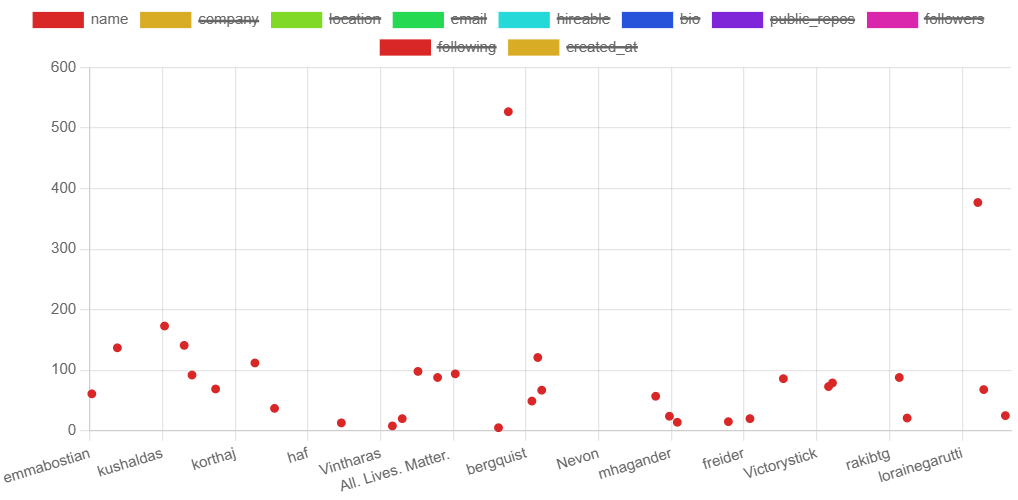 name company location email hireable bio public_repos followers
following created_at
600
500
400
300
200
100
0
emmabostian kushaldas korthaj haf Vintharas All. Lives. Matter. bergquist Nevon mhagander freider Victorystick rakibtg lorainegarutti